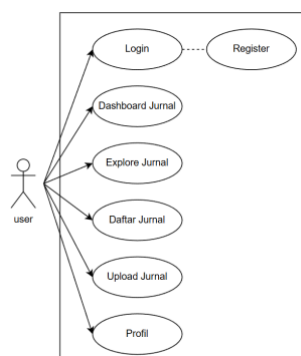 Login
Register
Dashboard Jurnal
Explore Jurnal
user
Daftar Jurnal
Upload Jurnal
Profil